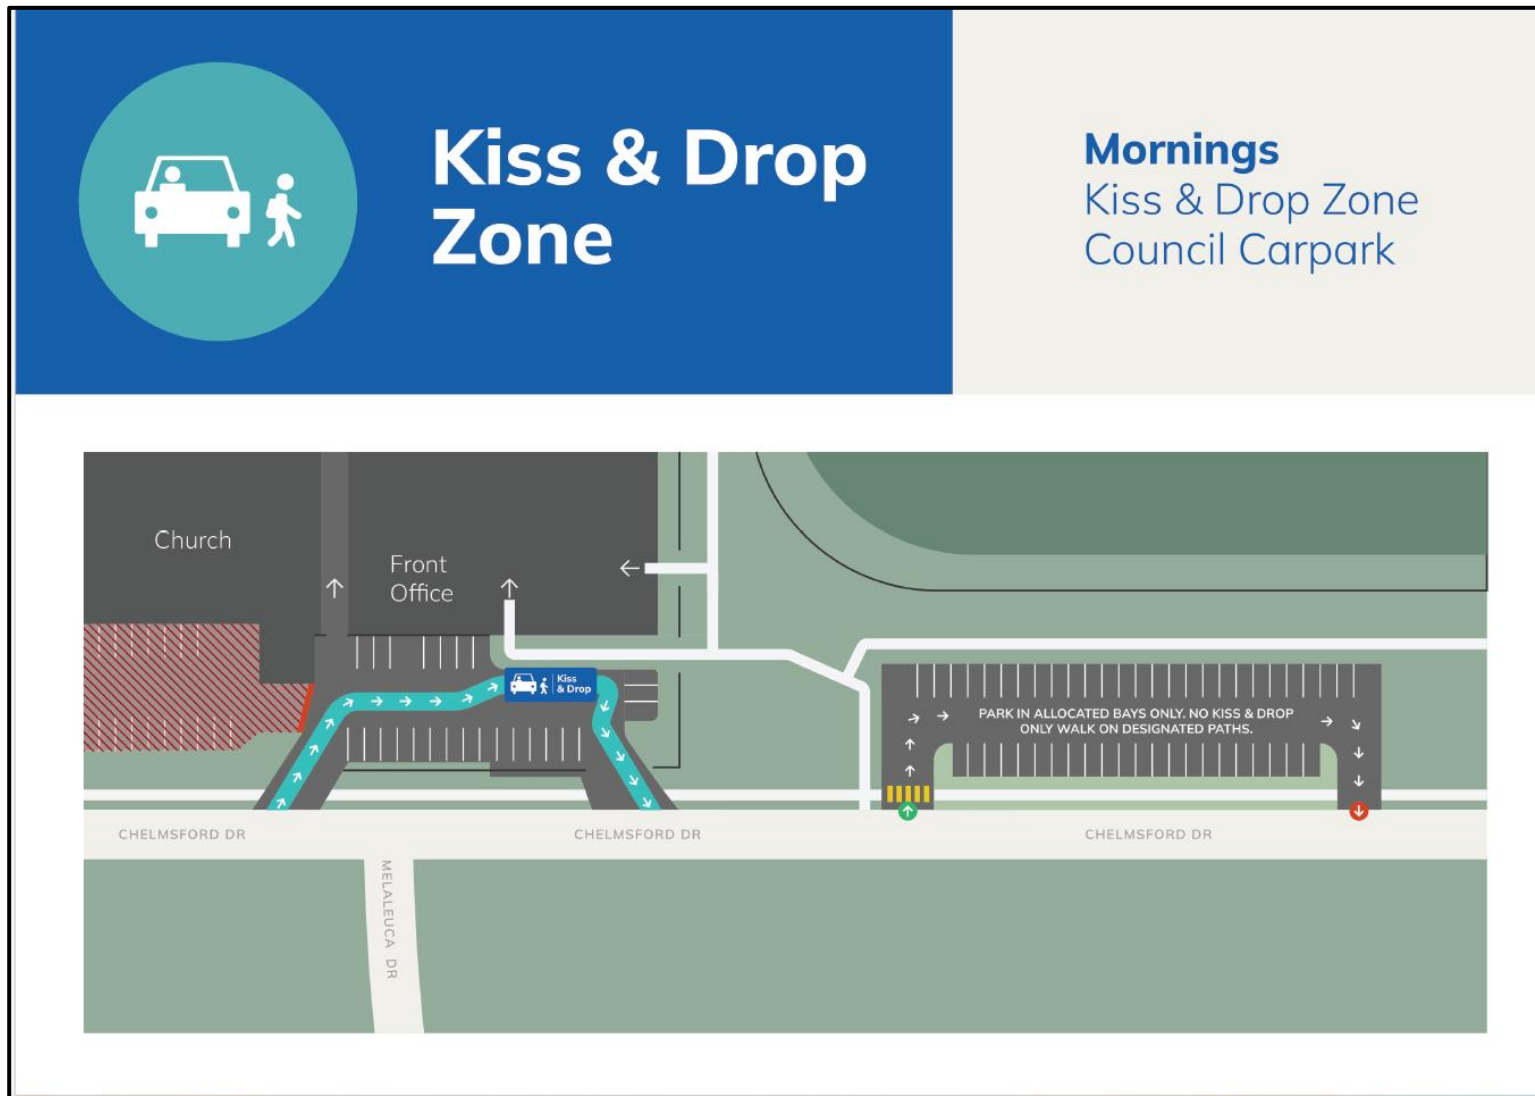 Kiss & Drop
Zone
Mornings
Kiss & Drop Zone
Council Carpark
Church
Front
Office
Kiss
& Drop
PARK IN ALLOCATED BAYS ONLY. NO KISS & DROP
ONLY WALK ON DESIGNATED PATHS.
CHELMSFORD DR
CHELMSFORD DR
CHELMSFORD DR
MELALEUCA DR